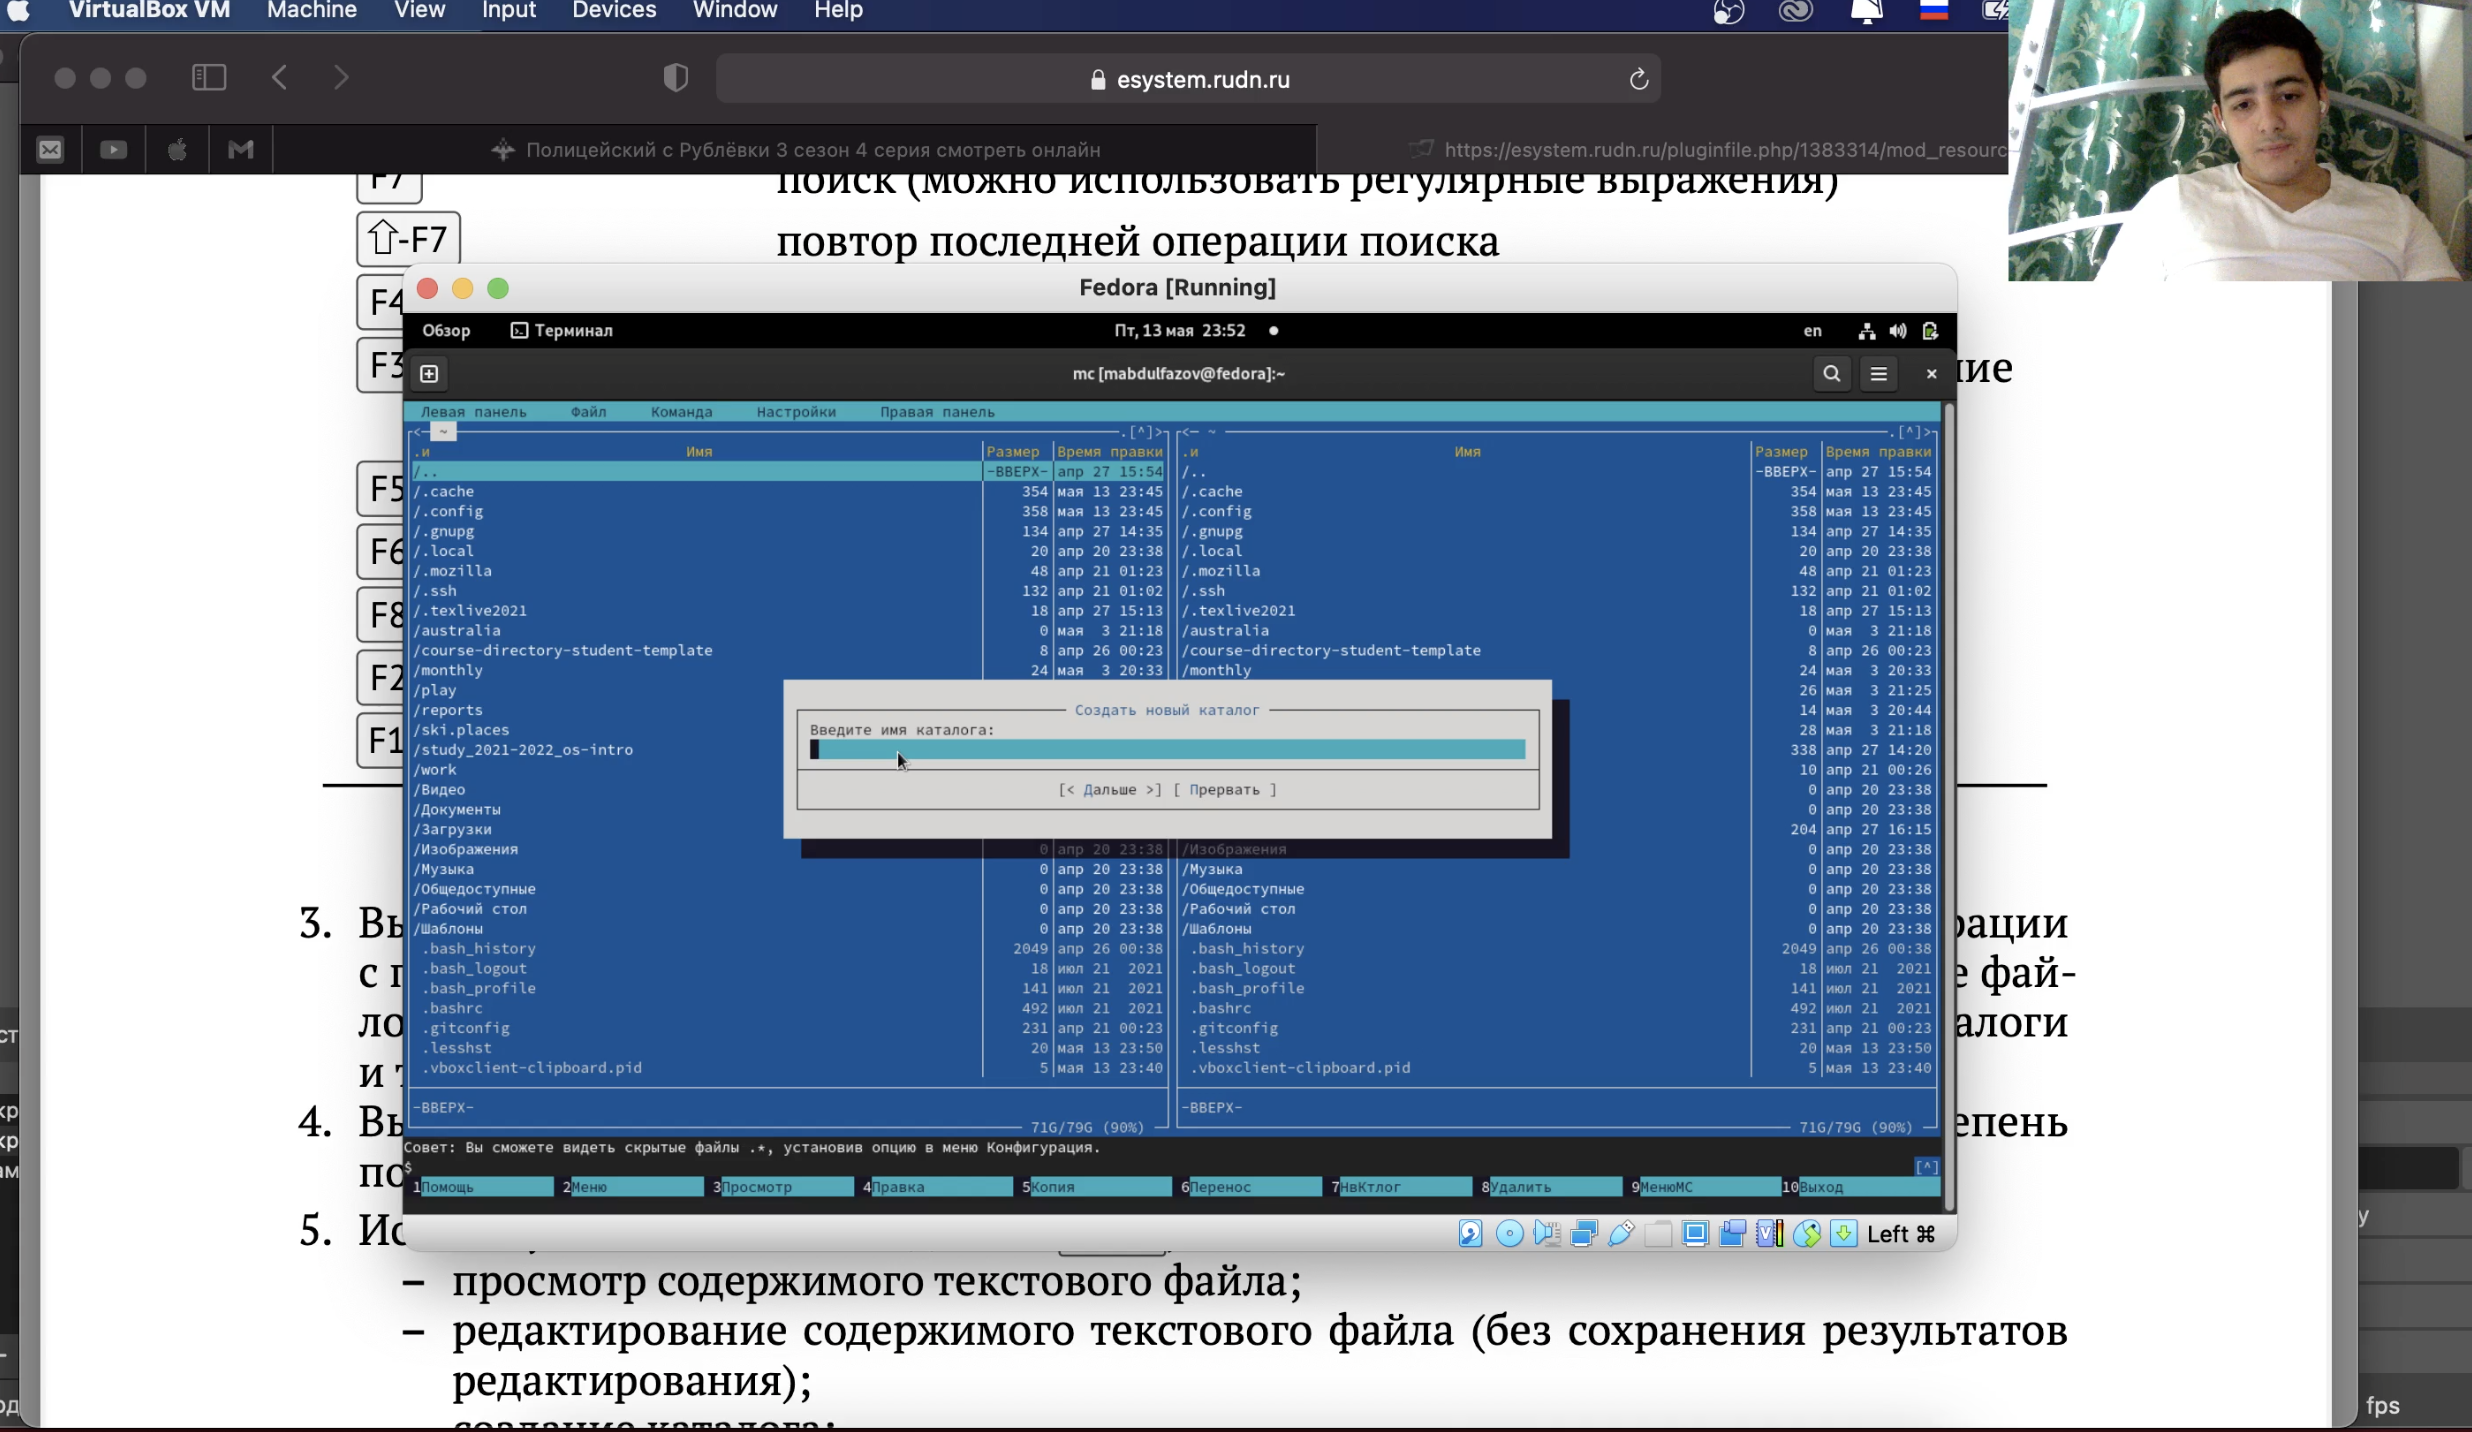 VirtualBox VM Machine View Input Devices Window Help
esystem.rudn.ru
Полицейский с Рублёвки 3 сезон 4 серия смотреть онлайн
https://esystem.rudn.ru/pluginfile.php/1383314/mod_resourc
F7 поиск (можно использовать регулярные выражения)
⇧-F7 повтор последней операции поиска
Fedora [Running]
F4
Обзор Терминал Пт, 13 мая 23:52 en
F3
mc [mabdulfazov@fedora]:~
ие
Левая панель Файл Команда Настройки Правая панель
<- ~ .[^]> <- ~ .[^]>
.и Имя Размер Время правки .и Имя Размер Время правки
/.. -ВВЕРХ- апр 27 15:54 /.. -ВВЕРХ- апр 27 15:54
/.cache 354 мая 13 23:45 /.cache 354 мая 13 23:45
F5
/.config 358 мая 13 23:45 /.config 358 мая 13 23:45
/.gnupg 134 апр 27 14:35 /.gnupg 134 апр 27 14:35
F6
/.local 20 апр 20 23:38 /.local 20 апр 20 23:38
/.mozilla 48 апр 21 01:23 /.mozilla 48 апр 21 01:23
/.ssh 132 апр 21 01:02 /.ssh 132 апр 21 01:02
F8
/.texlive2021 18 апр 27 15:13 /.texlive2021 18 апр 27 15:13
/australia 0 мая 3 21:18 /australia 0 мая 3 21:18
/course-directory-student-template 8 апр 26 00:23 /course-directory-student-template 8 апр 26 00:23
F2
/monthly 24 мая 3 20:33 /monthly 24 мая 3 20:33
/play 26 мая 3 21:25
/reports Создать новый каталог 14 мая 3 20:44
/ski.places Введите имя каталога: 28 мая 3 21:18
F1
/study_2021-2022_os-intro 338 апр 27 14:20
/work 10 апр 21 00:26
/Видео [< Дальше >] [ Прервать ] 0 апр 20 23:38
/Документы 0 апр 20 23:38
/Загрузки 204 апр 27 16:15
/Изображения 0 апр 20 23:38 /Изображения 0 апр 20 23:38
/Музыка 0 апр 20 23:38 /Музыка 0 апр 20 23:38
/Общедоступные 0 апр 20 23:38 /Общедоступные 0 апр 20 23:38
/Рабочий стол 0 апр 20 23:38 /Рабочий стол 0 апр 20 23:38
3. Вы рации
/Шаблоны 0 апр 20 23:38 /Шаблоны 0 апр 20 23:38
.bash_history 2049 апр 26 00:38 .bash_history 2049 апр 26 00:38
.bash_logout 18 июл 21 2021 .bash_logout 18 июл 21 2021
с п е фай-
.bash_profile 141 июл 21 2021 .bash_profile 141 июл 21 2021
.bashrc 492 июл 21 2021 .bashrc 492 июл 21 2021
ло алоги
.gitconfig 231 апр 21 00:23 .gitconfig 231 апр 21 00:23
.lesshst 20 мая 13 23:50 .lesshst 20 мая 13 23:50
.vboxclient-clipboard.pid 5 мая 13 23:40 .vboxclient-clipboard.pid 5 мая 13 23:40
и т
-ВВЕРХ- -ВВЕРХ-
4. Вы епень
71G/79G (90%) 71G/79G (90%)
Совет: Вы сможете видеть скрытые файлы .*, установив опцию в меню Конфигурация.
$ [^]
по
1Помощь 2Меню 3Просмотр 4Правка 5Копия 6Перенос 7НвКтлог 8Удалить 9МенюМС 10Выход
5. Ис
Left ⌘
– просмотр содержимого текстового файла;
– редактирование содержимого текстового файла (без сохранения результатов
редактирования);
fps
создание каталога;